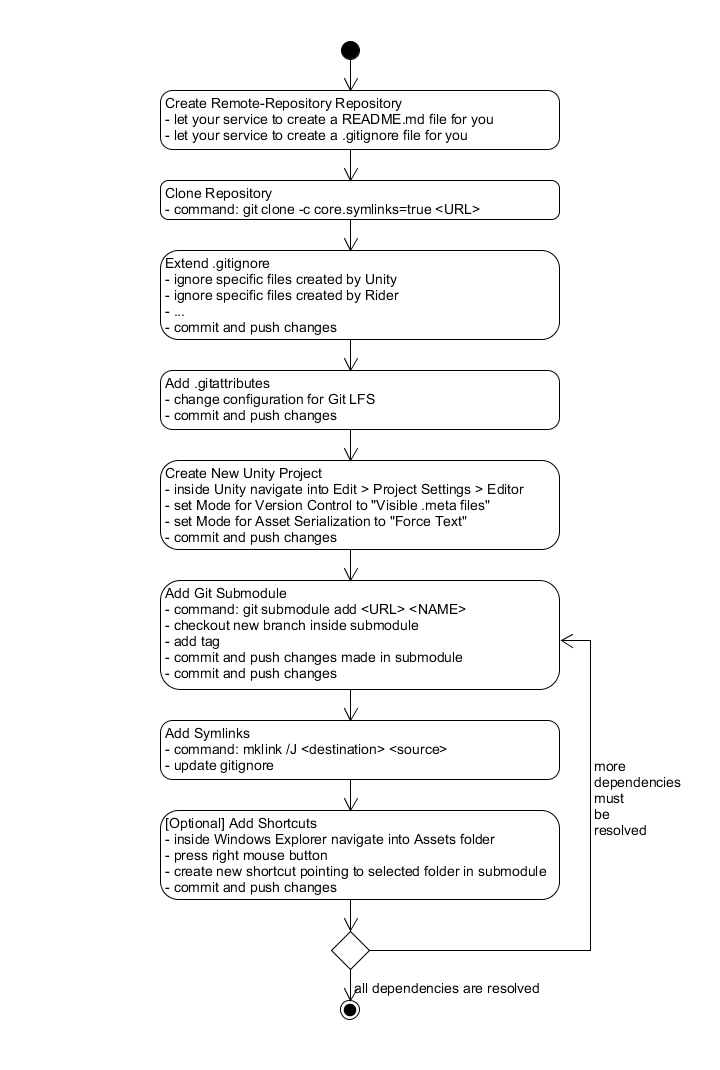 Create Remote-Repository Repository
- let your service to create a README.md file for you
- let your service to create a .gitignore file for you
Clone Repository
- command: git clone -c core.symlinks=true <URL>
Extend .gitignore
- ignore specific files created by Unity
- ignore specific files created by Rider
- ...
- commit and push changes
Add .gitattributes
- change configuration for Git LFS
- commit and push changes
Create New Unity Project
- inside Unity navigate into Edit > Project Settings > Editor
- set Mode for Version Control to "Visible .meta files"
- set Mode for Asset Serialization to "Force Text"
- commit and push changes
Add Git Submodule
- command: git submodule add <URL> <NAME>
- checkout new branch inside submodule
- add tag
- commit and push changes made in submodule
- commit and push changes
Add Symlinks
- command: mklink /J <destination> <source>
- update gitignore
more
dependencies
must
be
resolved
[Optional] Add Shortcuts
- inside Windows Explorer navigate into Assets folder
- press right mouse button
- create new shortcut pointing to selected folder in submodule
- commit and push changes
all dependencies are resolved